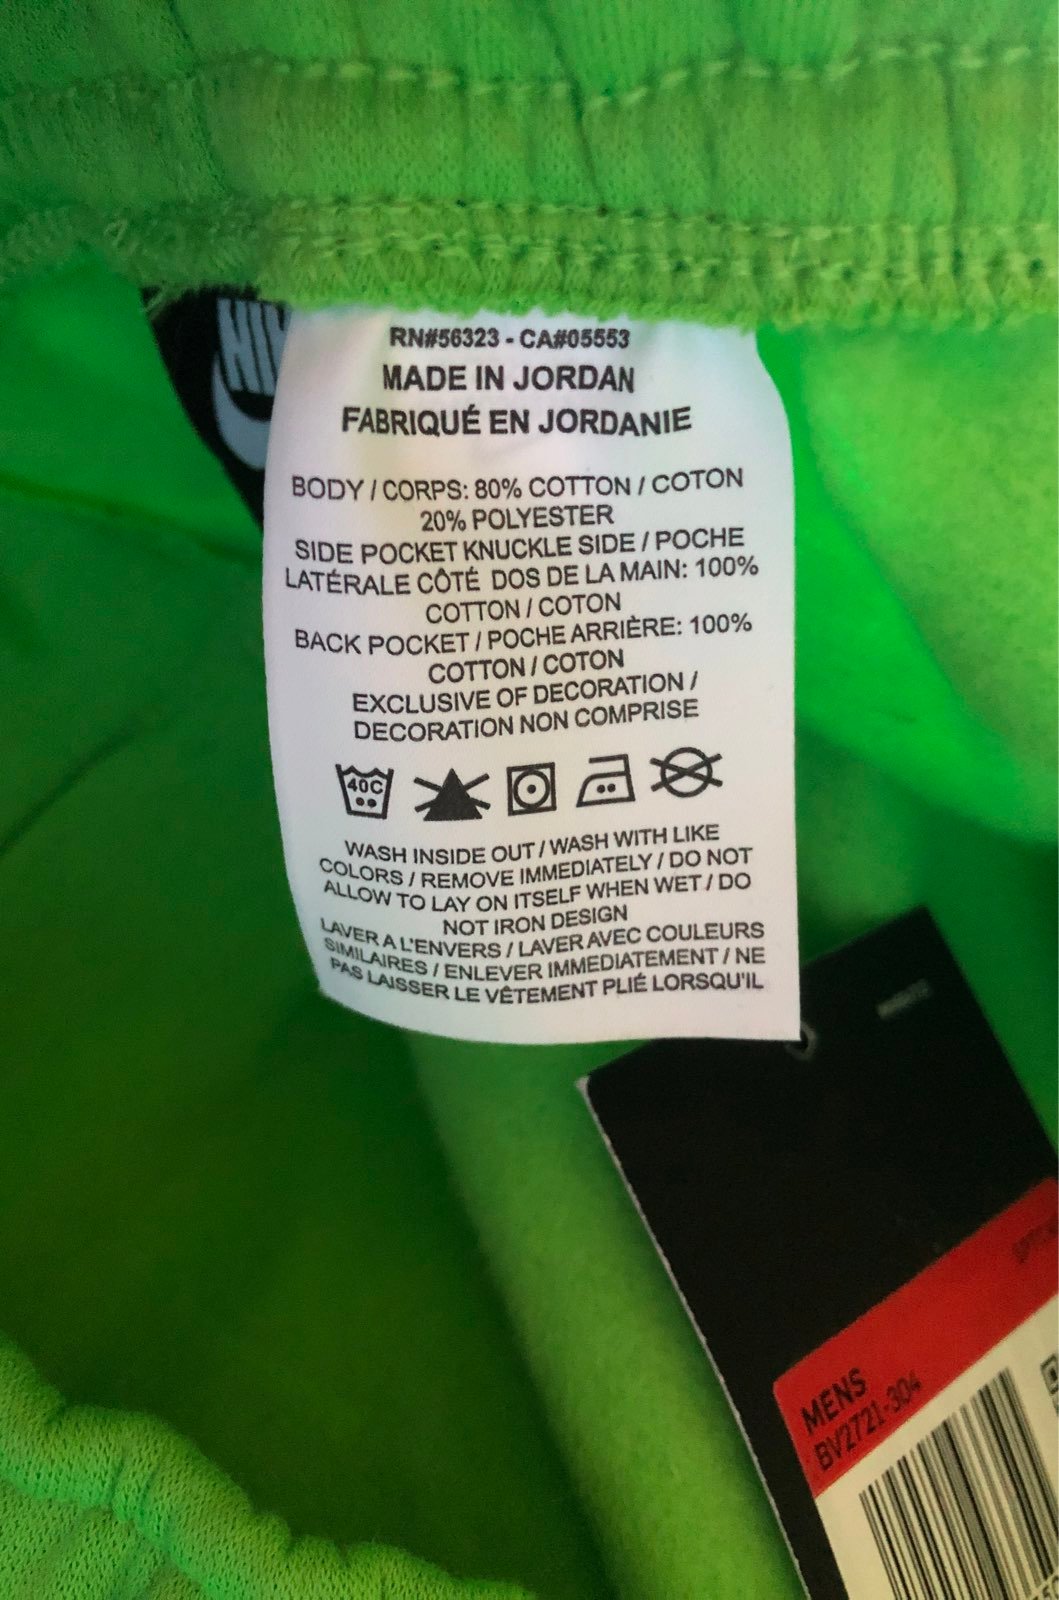 NIKE
RN#56323 - CA#05553
MADE IN JORDAN
FABRIQUÉ EN JORDANIE
BODY / CORPS: 80% COTTON / COTON
20% POLYESTER
SIDE POCKET KNUCKLE SIDE / POCHE
LATÉRALE CÔTÉ DOS DE LA MAIN: 100%
COTTON / COTON
BACK POCKET / POCHE ARRIÈRE: 100%
COTTON / COTON
EXCLUSIVE OF DECORATION /
DECORATION NON COMPRISE
40C
WASH INSIDE OUT / WASH WITH LIKE
COLORS / REMOVE IMMEDIATELY / DO NOT
ALLOW TO LAY ON ITSELF WHEN WET / DO
NOT IRON DESIGN
LAVER A L'ENVERS / LAVER AVEC COULEURS
SIMILAIRES / ENLEVER IMMEDIATEMENT / NE
PAS LAISSER LE VÊTEMENT PLIÉ LORSQU'IL
MENS
BV2721-304